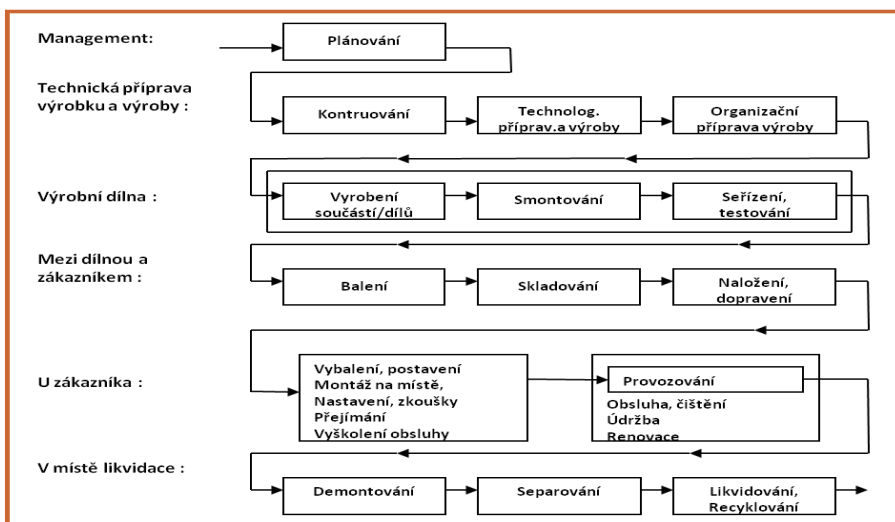 Management:
Plánování
Technická příprava
výrobku a výroby :
Kontruování
Technolog.
příprav.a výroby
Organizační
příprava výroby
Výrobní dílna :
Vyrobení
součástí/dílů
Smontování
Seřízení,
testování
Mezi dílnou a
zákazníkem :
Balení
Skladování
Naložení,
dopravení
U zákazníka :
Vybalení, postavení
Montáž na místě,
Nastavení, zkoušky
Přejímání
Vyškolení obsluhy
Provozování
Obsluha, čištění
Údržba
Renovace
V místě likvidace :
Demontování
Separování
Likvidování,
Recyklování